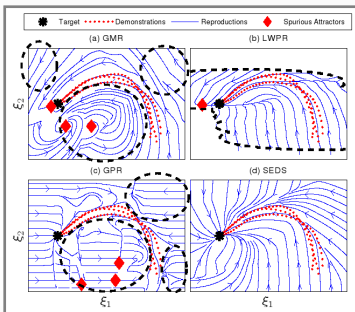 Target Demonstrations Reproductions Spurious Attractors
(a) GMR (b) LWPR
ξ2
(c) GPR (d) SEDS
ξ2
ξ1 ξ1